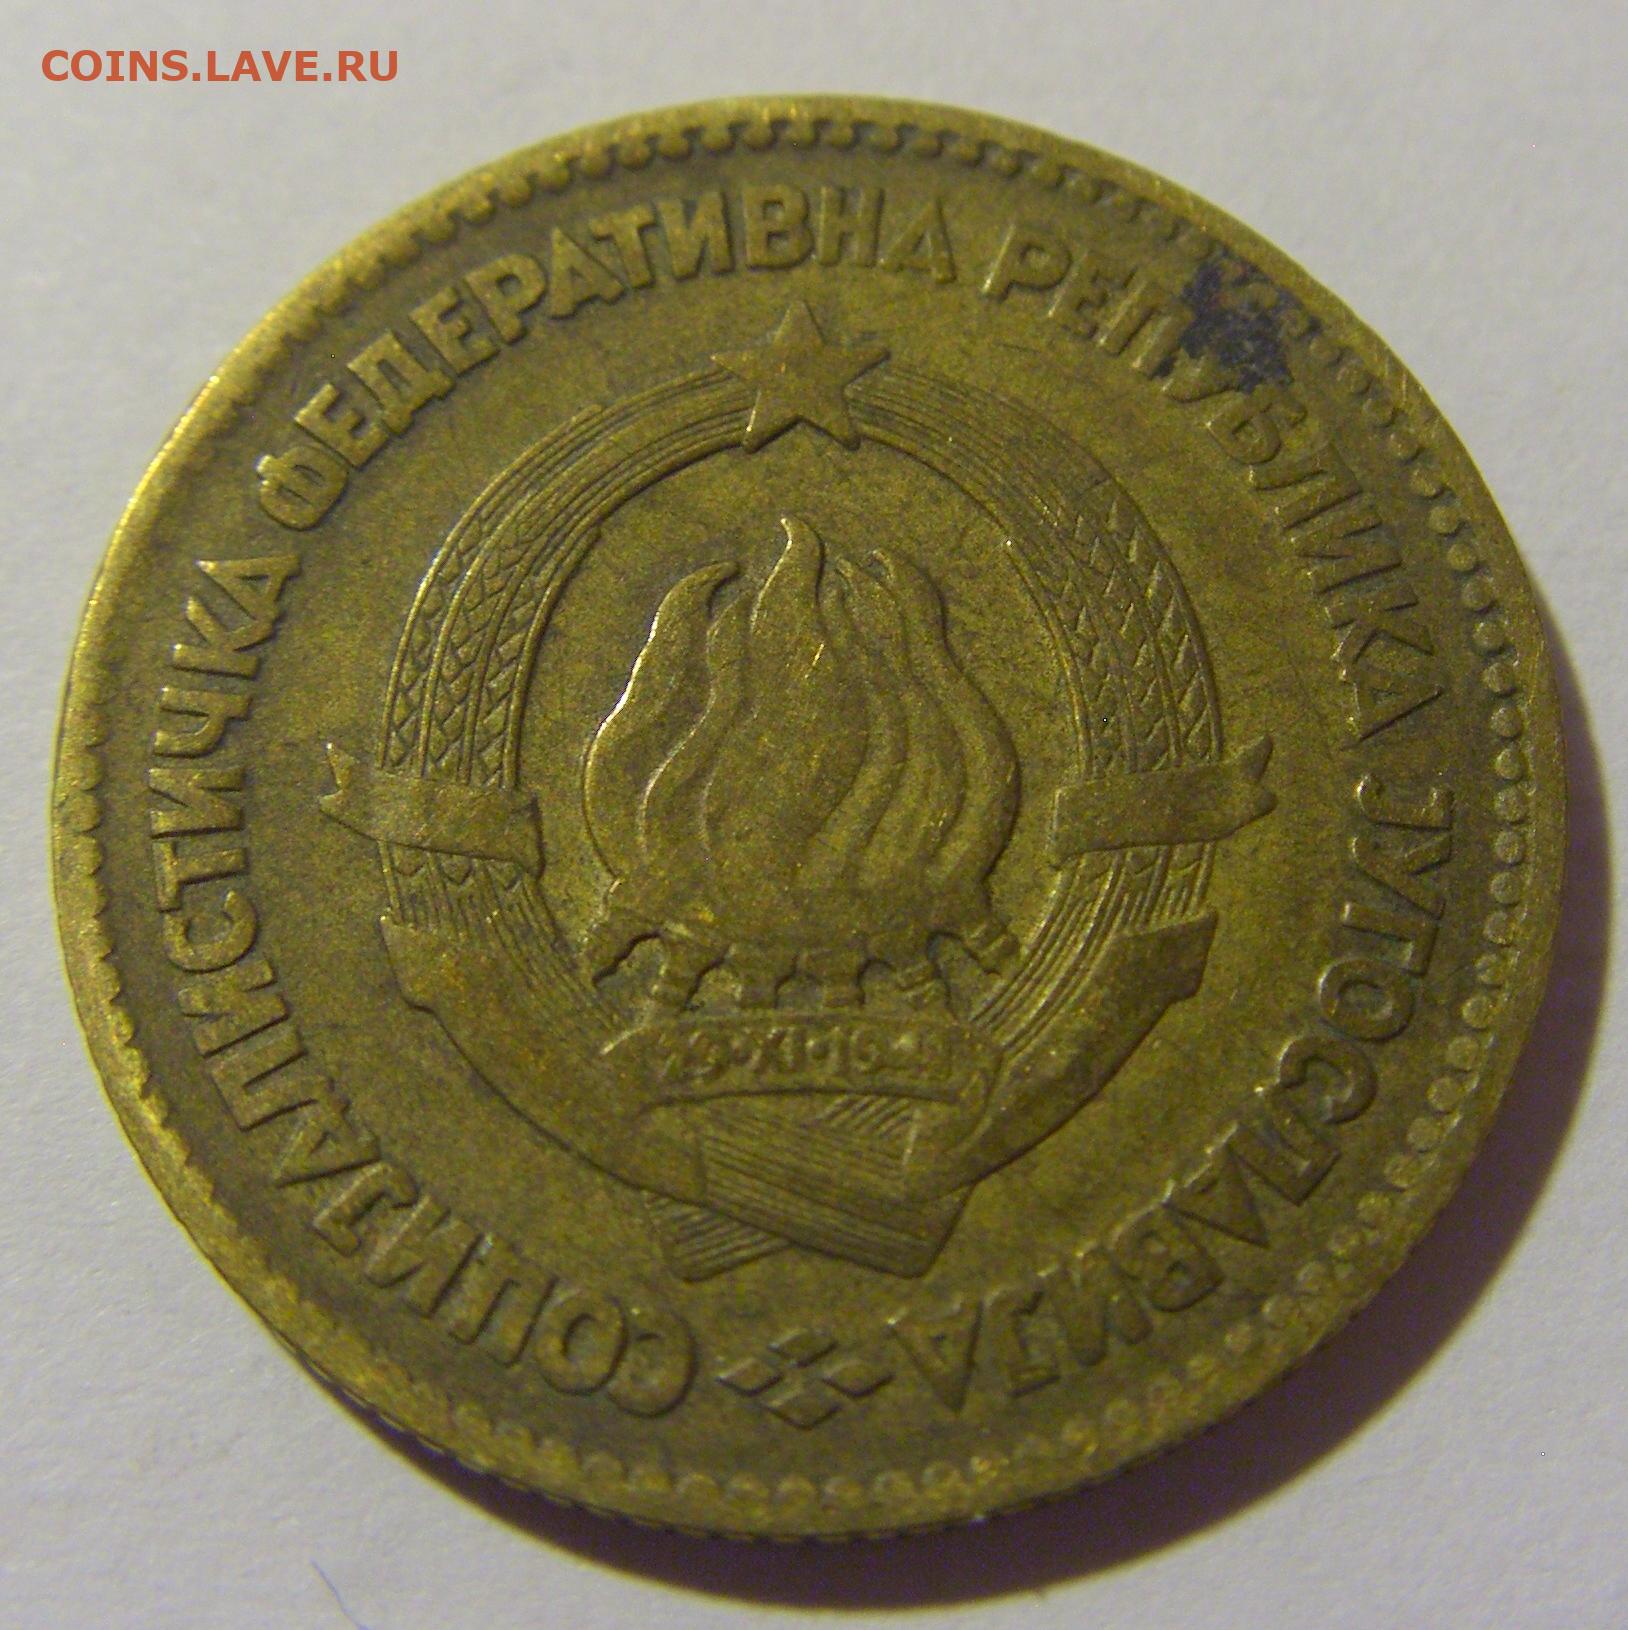 COINS.LAVE.RU
СОЦИЈАЛИСТИЧКА ФЕДЕРАТИВНА РЕПУБЛИКА ЈУГОСЛАВИЈА
29·XI·1943